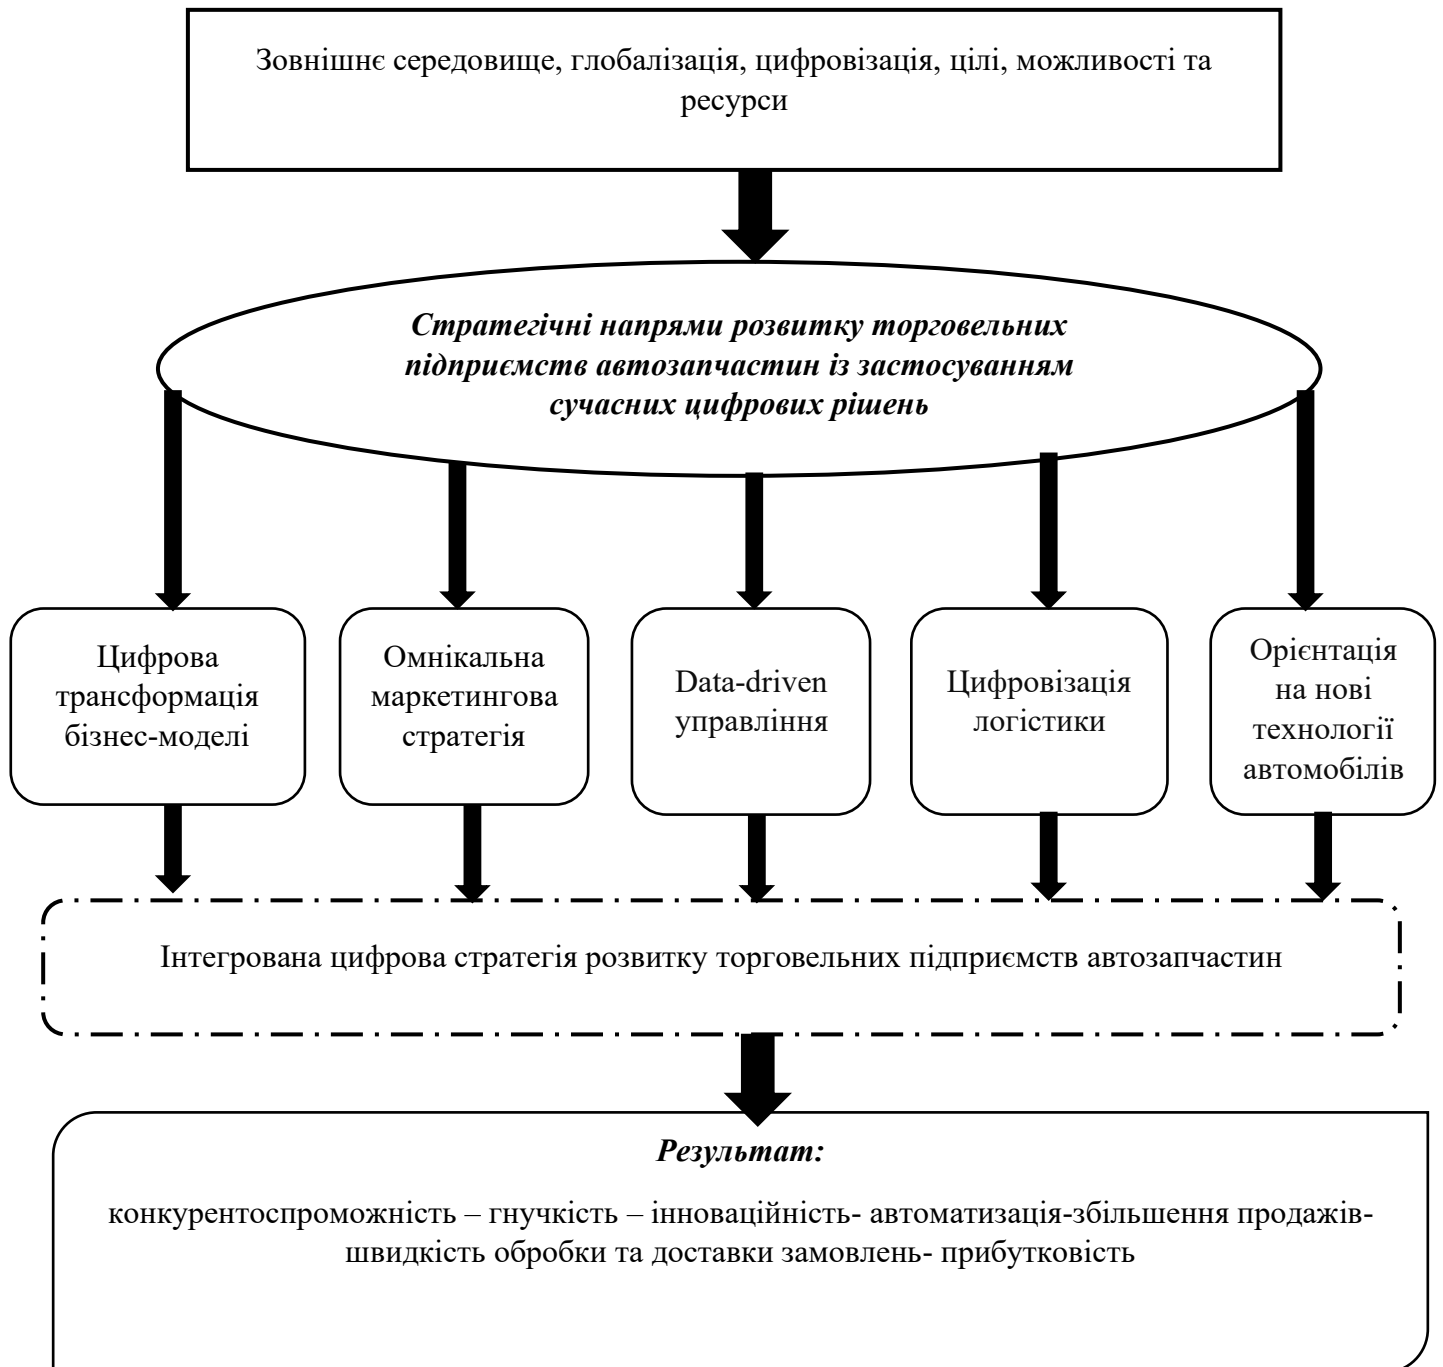 Зовнішнє середовище, глобалізація, цифровізація, цілі, можливості та
ресурси
Стратегічні напрями розвитку торговельних
підприємств автозапчастин із застосуванням
сучасних цифрових рішень
Цифрова
трансформація
бізнес-моделі
Омнікальна
маркетингова
стратегія
Data-driven
управління
Цифровізація
логістики
Орієнтація
на нові
технології
автомобілів
Інтегрована цифрова стратегія розвитку торговельних підприємств автозапчастин
Результат:
конкурентоспроможність – гнучкість – інноваційність- автоматизація-збільшення продажів-
швидкість обробки та доставки замовлень- прибутковість